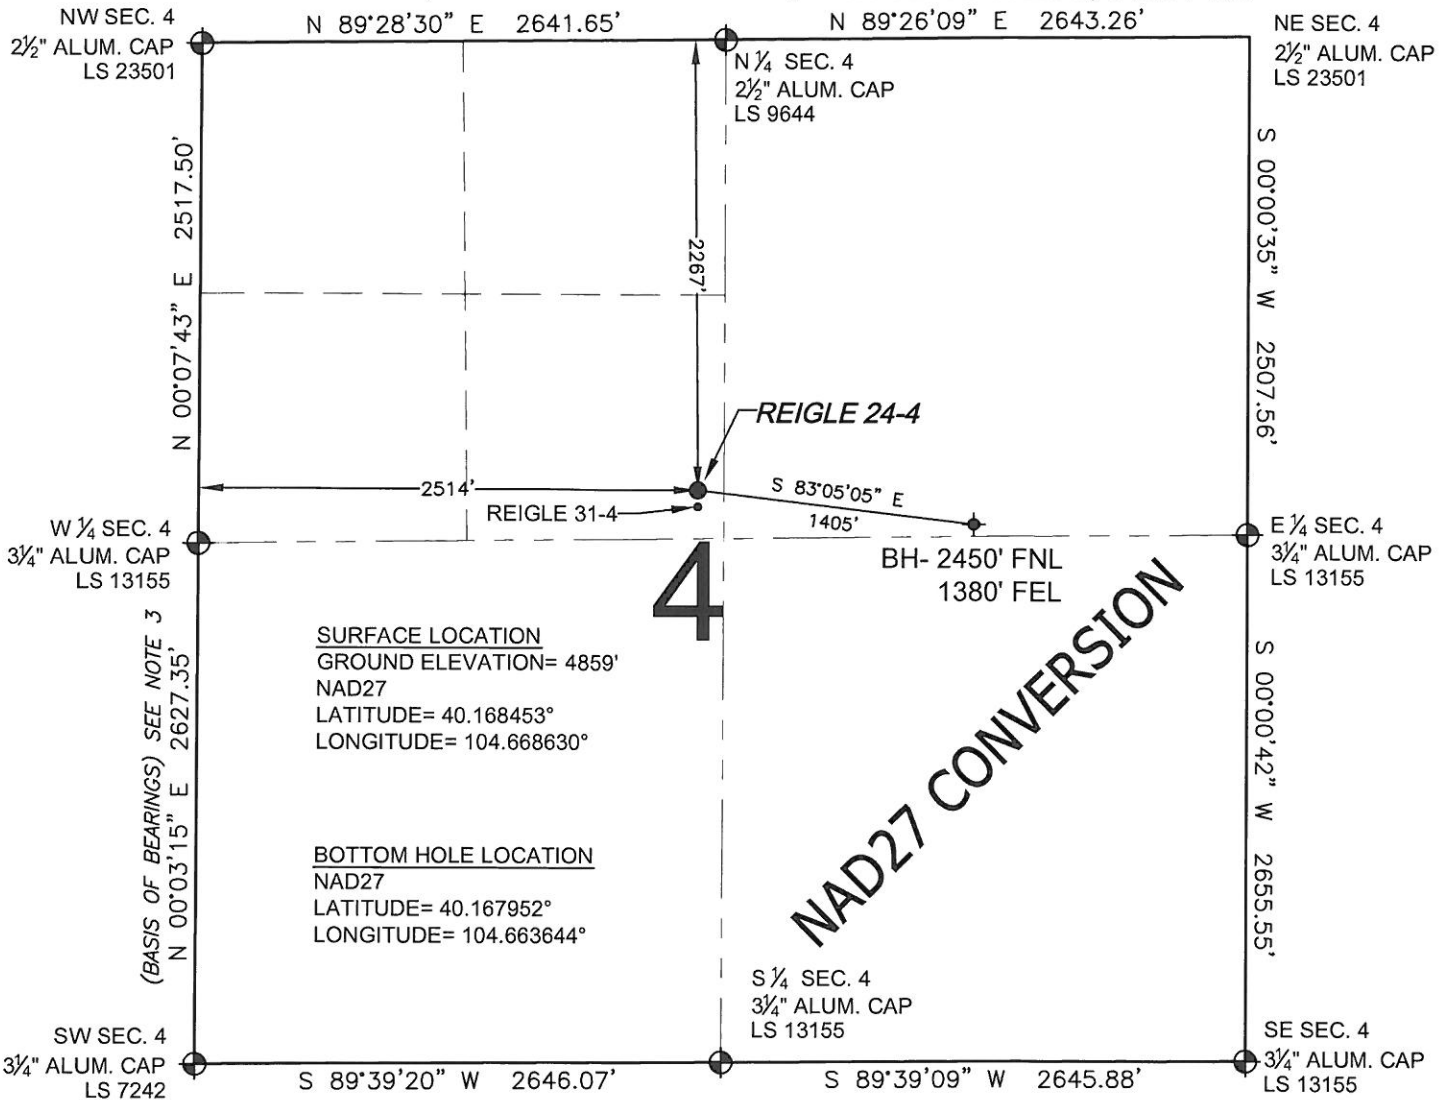 N 89°28'30" E 2641.65'
N 89°26'09" E 2643.26'
NW SEC. 4
2½" ALUM. CAP
LS 23501
N ¼ SEC. 4
2½" ALUM. CAP
LS 9644
NE SEC. 4
2½" ALUM. CAP
LS 23501
N 00°07'43" E 2517.50'
2267'
S 00°00'35" W 2507.56'
REIGLE 24-4
2514'
S 83°05'05" E
1405'
REIGLE 31-4
W ¼ SEC. 4
3¼" ALUM. CAP
LS 13155
E ¼ SEC. 4
3¼" ALUM. CAP
LS 13155
BH- 2450' FNL
1380' FEL
4
(BASIS OF BEARINGS) SEE NOTE 3
N 00°03'15" E 2627.35'
SURFACE LOCATION
GROUND ELEVATION= 4859'
NAD27
LATITUDE= 40.168453°
LONGITUDE= 104.668630°
NAD27 CONVERSION
S 00°00'42" W 2655.55'
BOTTOM HOLE LOCATION
NAD27
LATITUDE= 40.167952°
LONGITUDE= 104.663644°
S ¼ SEC. 4
3¼" ALUM. CAP
LS 13155
SW SEC. 4
3¼" ALUM. CAP
LS 7242
SE SEC. 4
3¼" ALUM. CAP
LS 13155
S 89°39'20" W 2646.07'
S 89°39'09" W 2645.88'